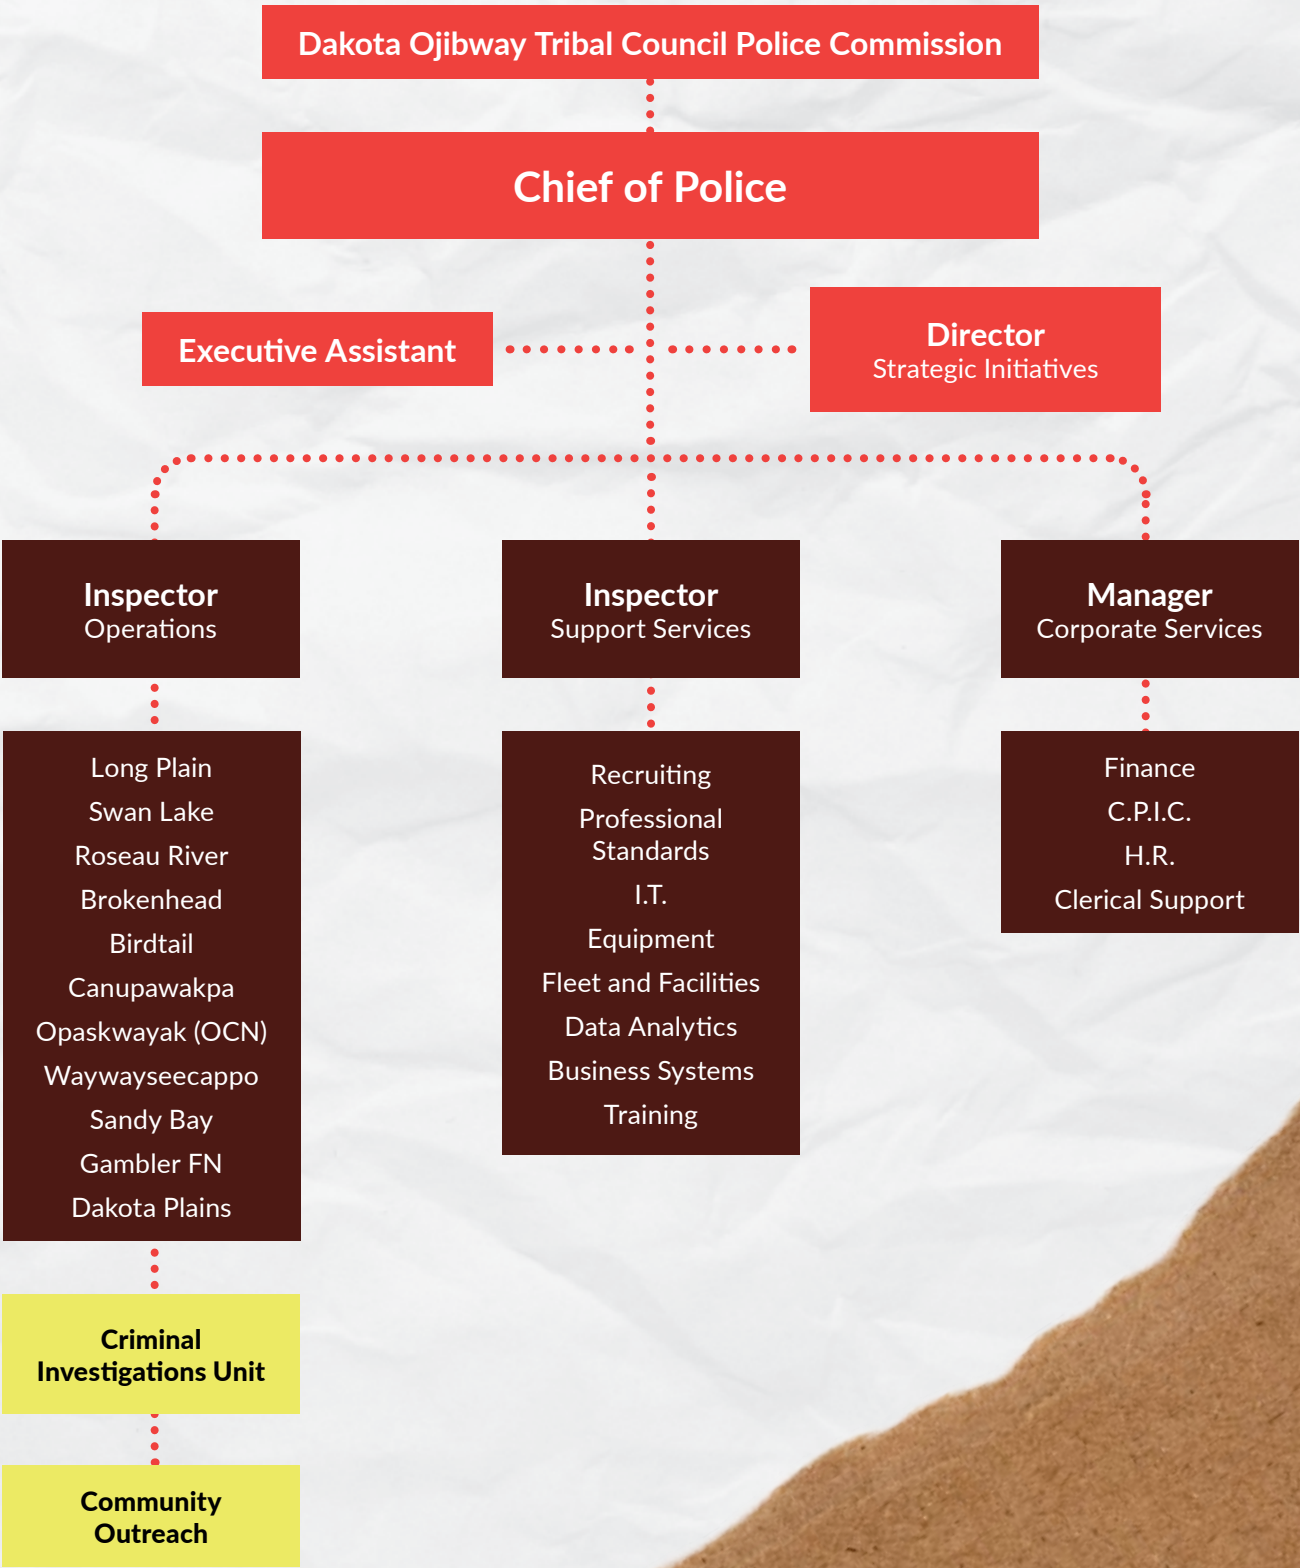 Dakota Ojibway Tribal Council Police Commission
Chief of Police
Executive Assistant
Director
Strategic Initiatives
Inspector
Operations
Inspector
Support Services
Manager
Corporate Services
Long Plain
Swan Lake
Roseau River
Brokenhead
Birdtail
Canupawakpa
Opaskwayak (OCN)
Waywayseecappo
Sandy Bay
Gambler FN
Dakota Plains
Recruiting
Professional
Standards
I.T.
Equipment
Fleet and Facilities
Data Analytics
Business Systems
Training
Finance
C.P.I.C.
H.R.
Clerical Support
Criminal
Investigations Unit
Community
Outreach